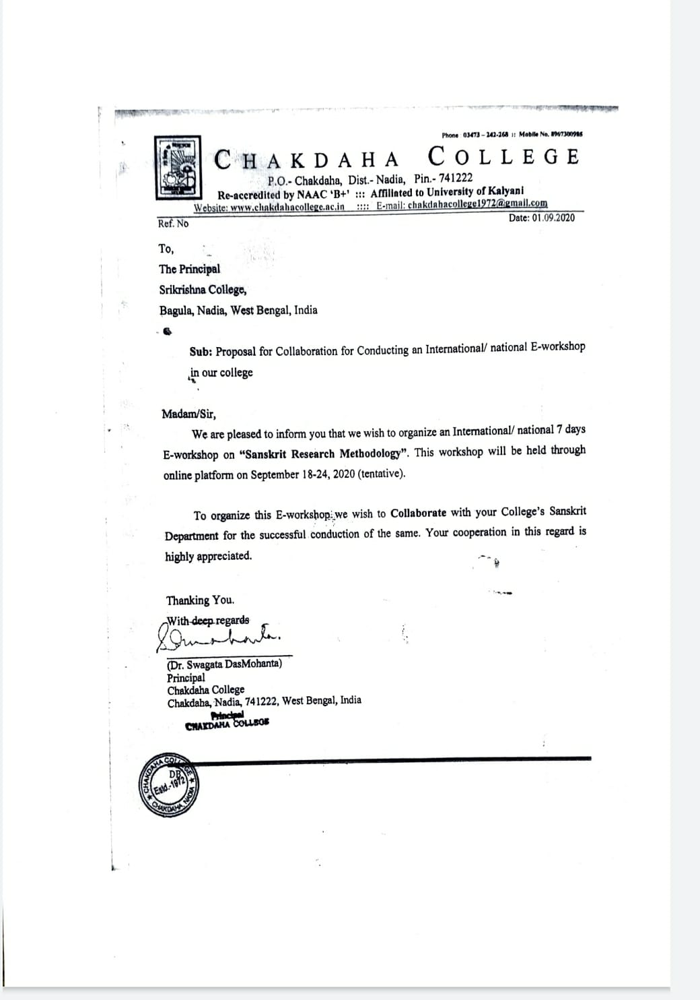 Phone 03473 – 242-268 :: Mobile No. 8967300985
CHAKDAHA COLLEGE
P.O.- Chakdaha, Dist.- Nadia, Pin.- 741222
Re-accredited by NAAC ‘B+’ ::: Affiliated to University of Kalyani
Website: www.chakdahacollege.ac.in :::: E-mail: chakdahacollege1972@gmail.com
Ref. No
Date: 01.09.2020
To,
The Principal
Srikrishna College,
Bagula, Nadia, West Bengal, India
Sub: Proposal for Collaboration for Conducting an International/ national E-workshop
in our college
Madam/Sir,
We are pleased to inform you that we wish to organize an International/ national 7 days
E-workshop on “Sanskrit Research Methodology”. This workshop will be held through
online platform on September 18-24, 2020 (tentative).
To organize this E-workshop we wish to Collaborate with your College’s Sanskrit
Department for the successful conduction of the same. Your cooperation in this regard is
highly appreciated.
Thanking You.
With deep regards
(Dr. Swagata DasMohanta)
Principal
Chakdaha College
Chakdaha, Nadia, 741222, West Bengal, India
Principal
CHAKDAHA COLLEGE
CHAKDAHA COLLEGE
Estd.-1972
CHAKDAHA, NADIA